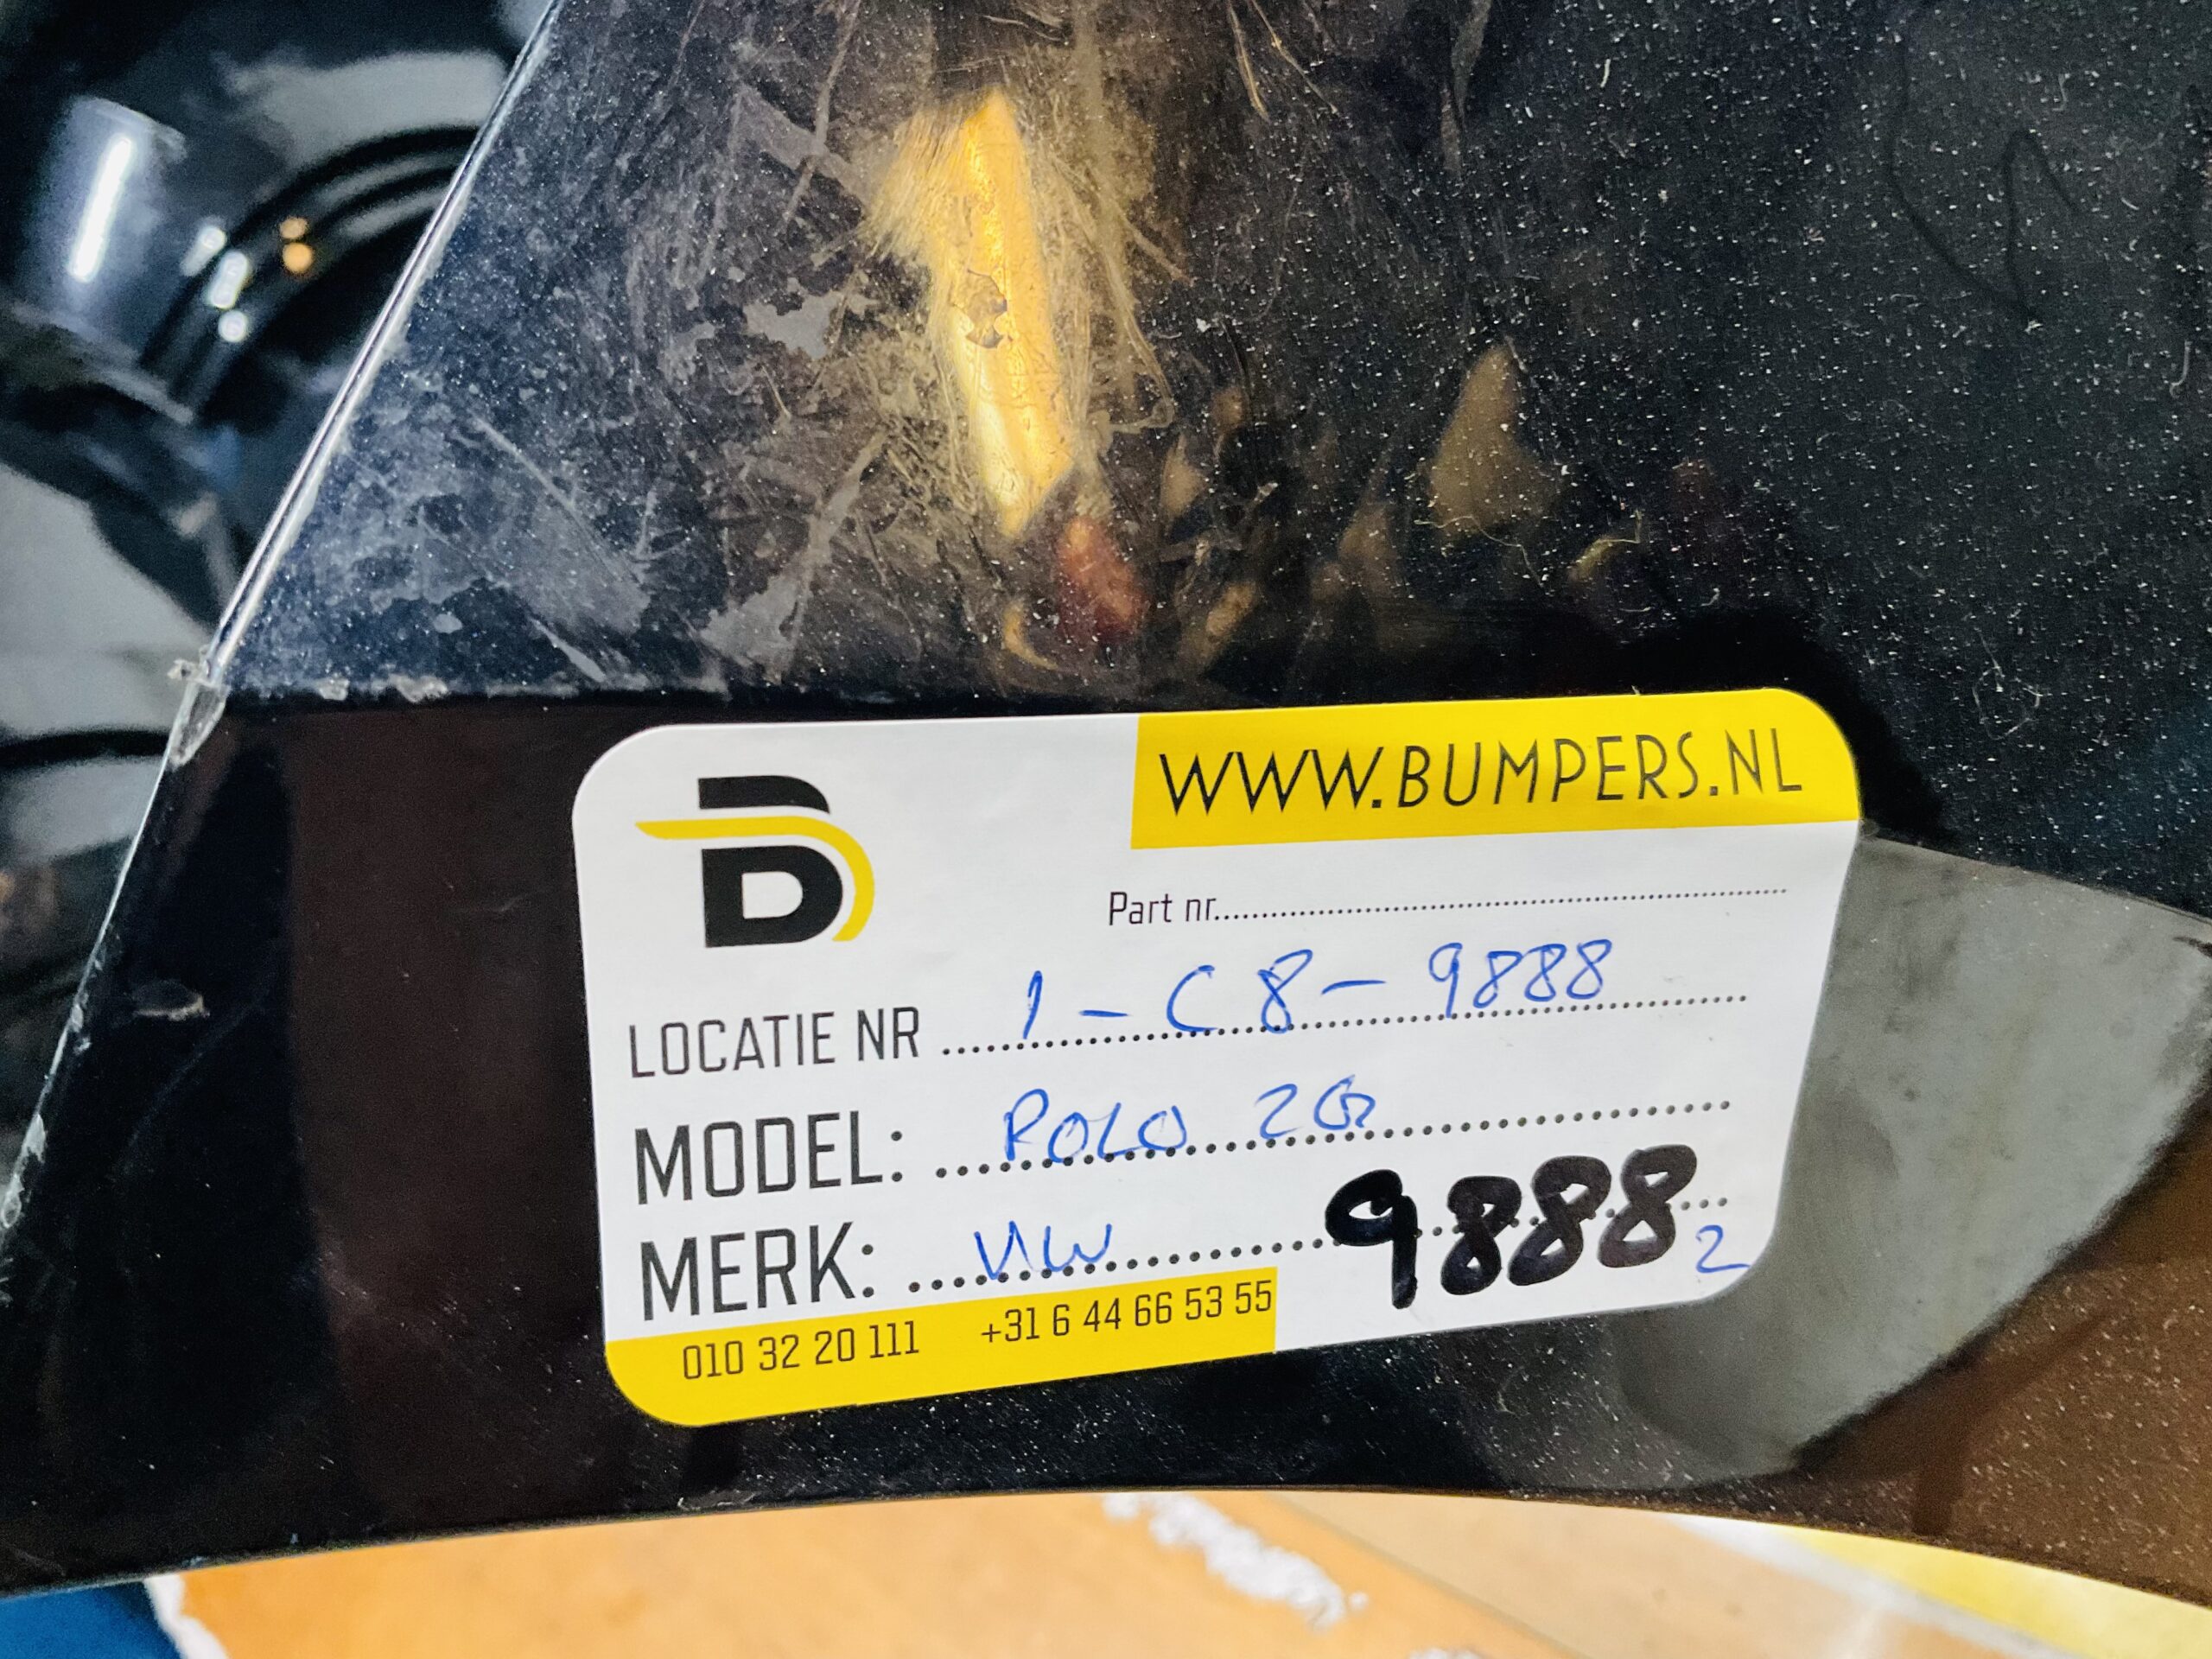 B
WWW.BUMPERS.NL
Part nr.
LOCATIE NR 1-C8-9888
MODEL: POLO 2G
MERK: VW 9888 2
010 32 20 111 +31 6 44 66 53 55